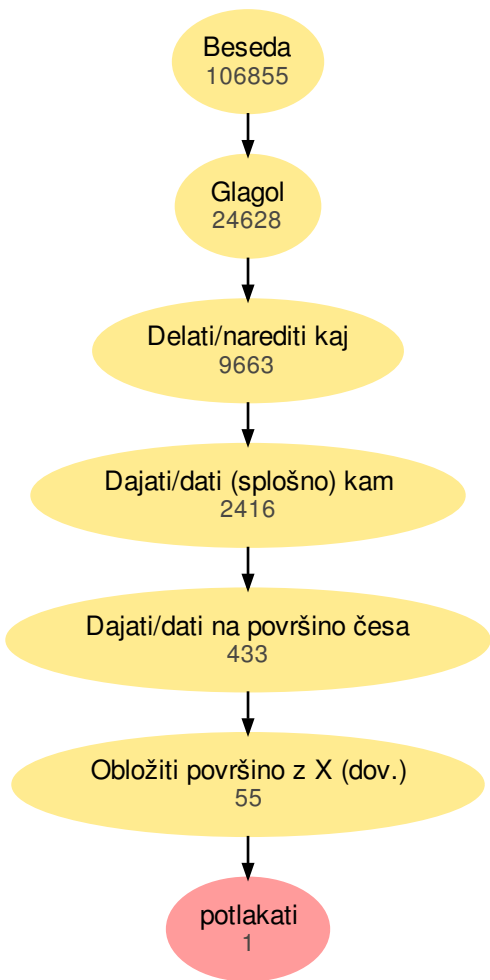 Beseda
106855
Glagol
24628
Delati/narediti kaj
9663
Dajati/dati (splošno) kam
2416
Dajati/dati na površino česa
433
Obložiti površino z X (dov.)
55
potlakati
1